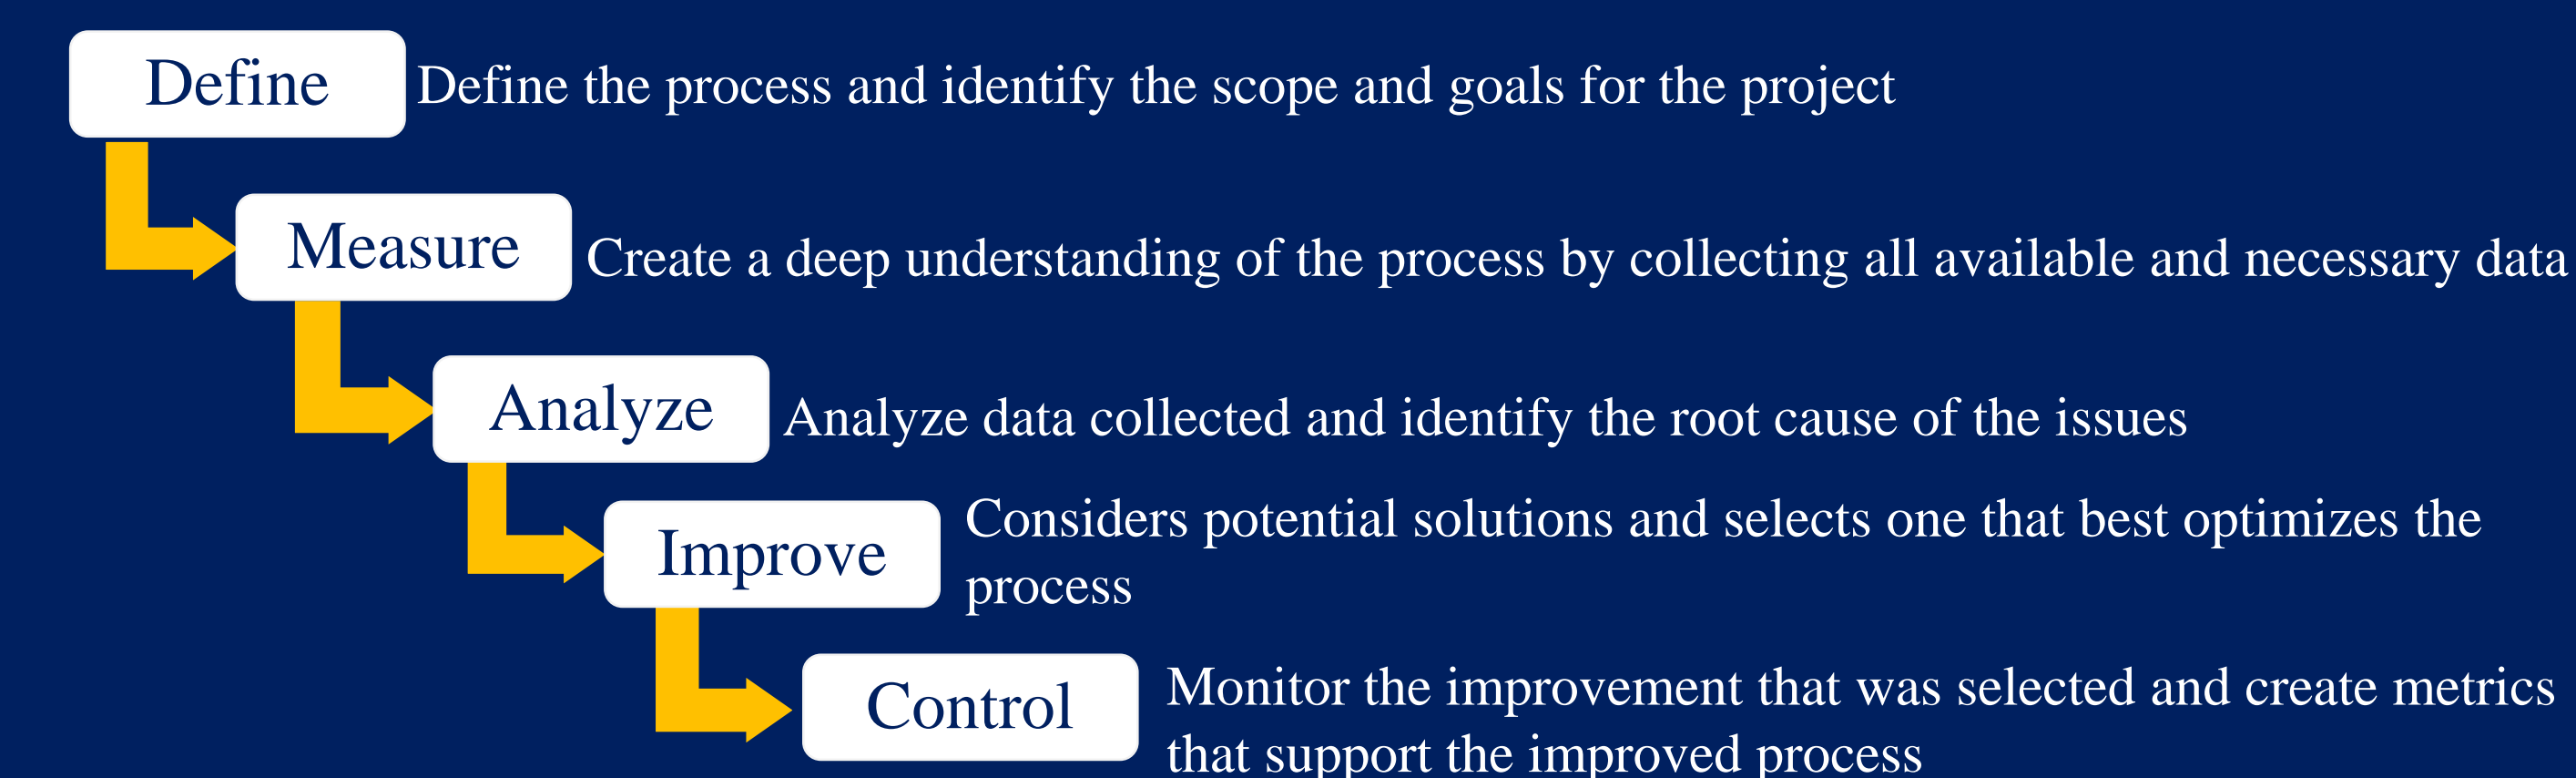 Define
Define the process and identify the scope and goals for the project
Measure
Create a deep understanding of the process by collecting all available and necessary data
Analyze
Analyze data collected and identify the root cause of the issues
Improve
Considers potential solutions and selects one that best optimizes the
process
Control
Monitor the improvement that was selected and create metrics
that support the improved process